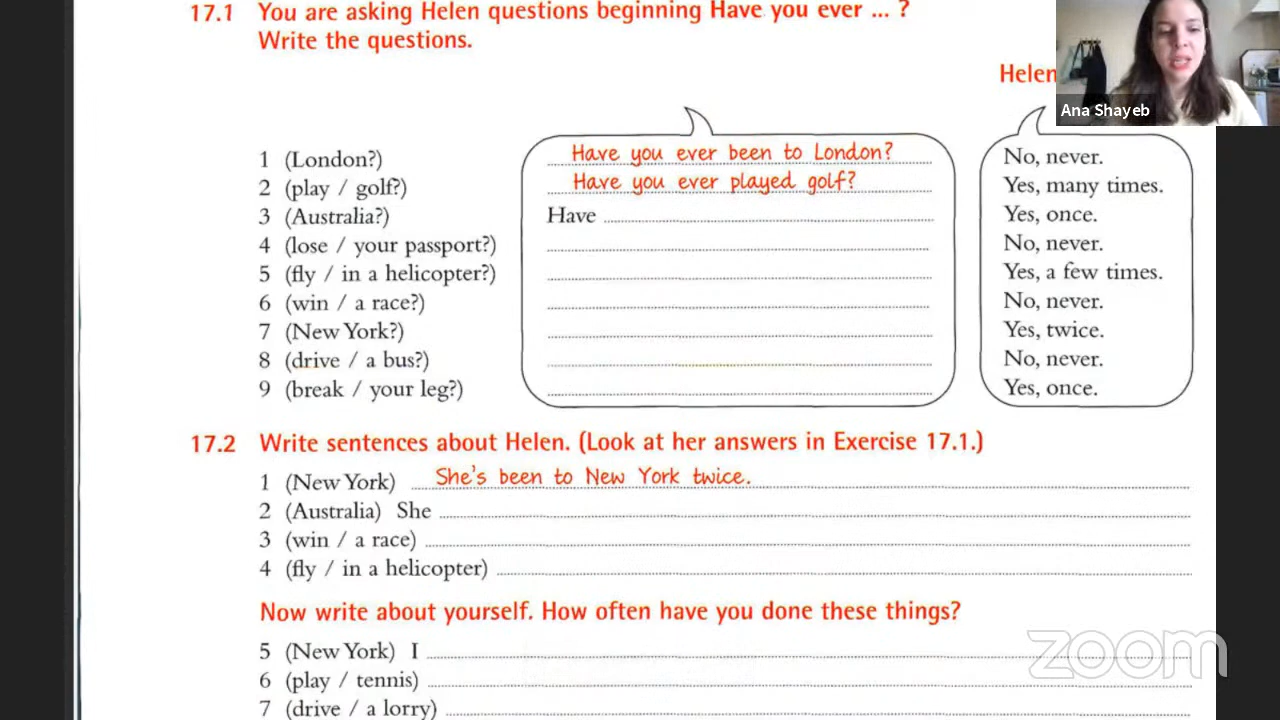 17.1 You are asking Helen questions beginning Have you ever ... ?
Write the questions.
Helen
Ana Shayeb
1 (London?) Have you ever been to London? No, never.
2 (play / golf?) Have you ever played golf? Yes, many times.
3 (Australia?) Have Yes, once.
4 (lose / your passport?) No, never.
5 (fly / in a helicopter?) Yes, a few times.
6 (win / a race?) No, never.
7 (New York?) Yes, twice.
8 (drive / a bus?) No, never.
9 (break / your leg?) Yes, once.
17.2 Write sentences about Helen. (Look at her answers in Exercise 17.1.)
1 (New York) She's been to New York twice.
2 (Australia) She
3 (win / a race)
4 (fly / in a helicopter)
Now write about yourself. How often have you done these things?
5 (New York) I
6 (play / tennis)
7 (drive / a lorry)
zoom